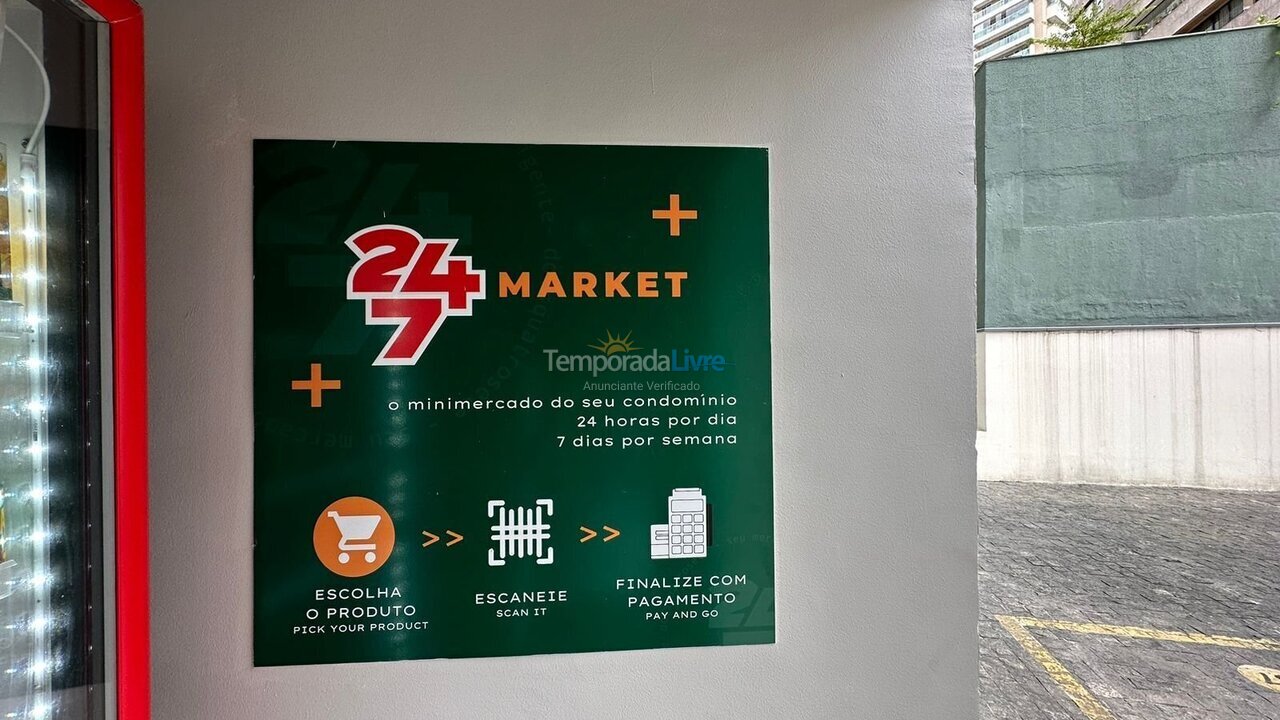 24
7 MARKET
TemporadaLivre
Anunciante Verificado
o minimercado do seu condomínio
24 horas por dia
7 dias por semana
ESCOLHA
O PRODUTO
PICK YOUR PRODUCT
ESCANEIE
SCAN IT
FINALIZE COM
PAGAMENTO
PAY AND GO